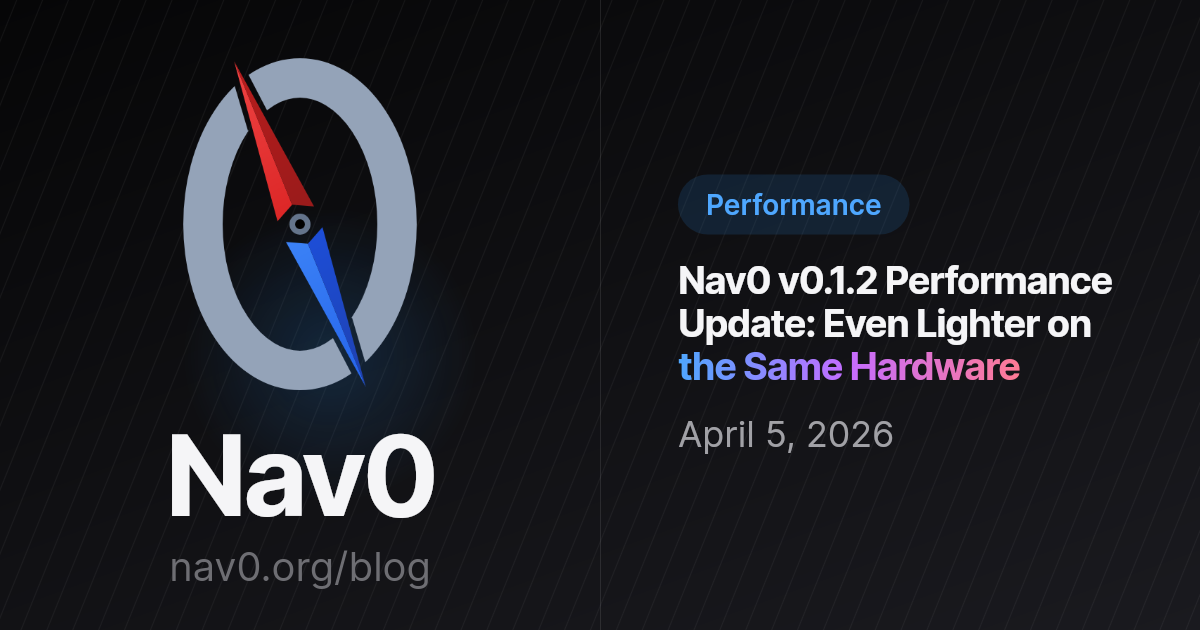 Nav0
nav0.org/blog
Performance
Nav0 v0.1.2 Performance
Update: Even Lighter on
the Same Hardware
April 5, 2026